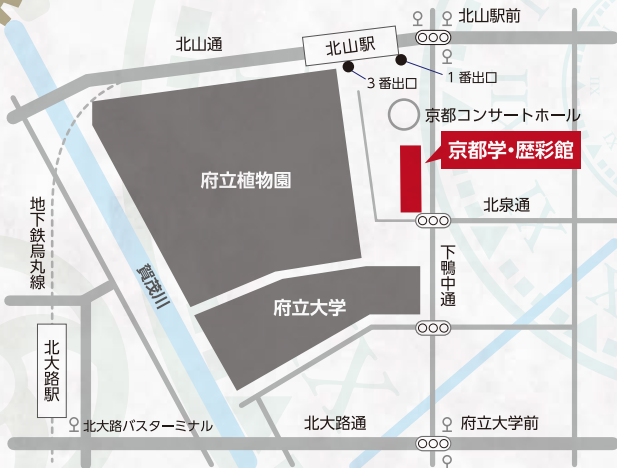 北山駅前
北山通
北山駅
3番出口
1番出口
京都コンサートホール
京都学・歴彩館
府立植物園
北泉通
地下鉄烏丸線
下鴨中通
賀茂川
府立大学
北大路駅
北大路バスターミナル
北大路通
府立大学前